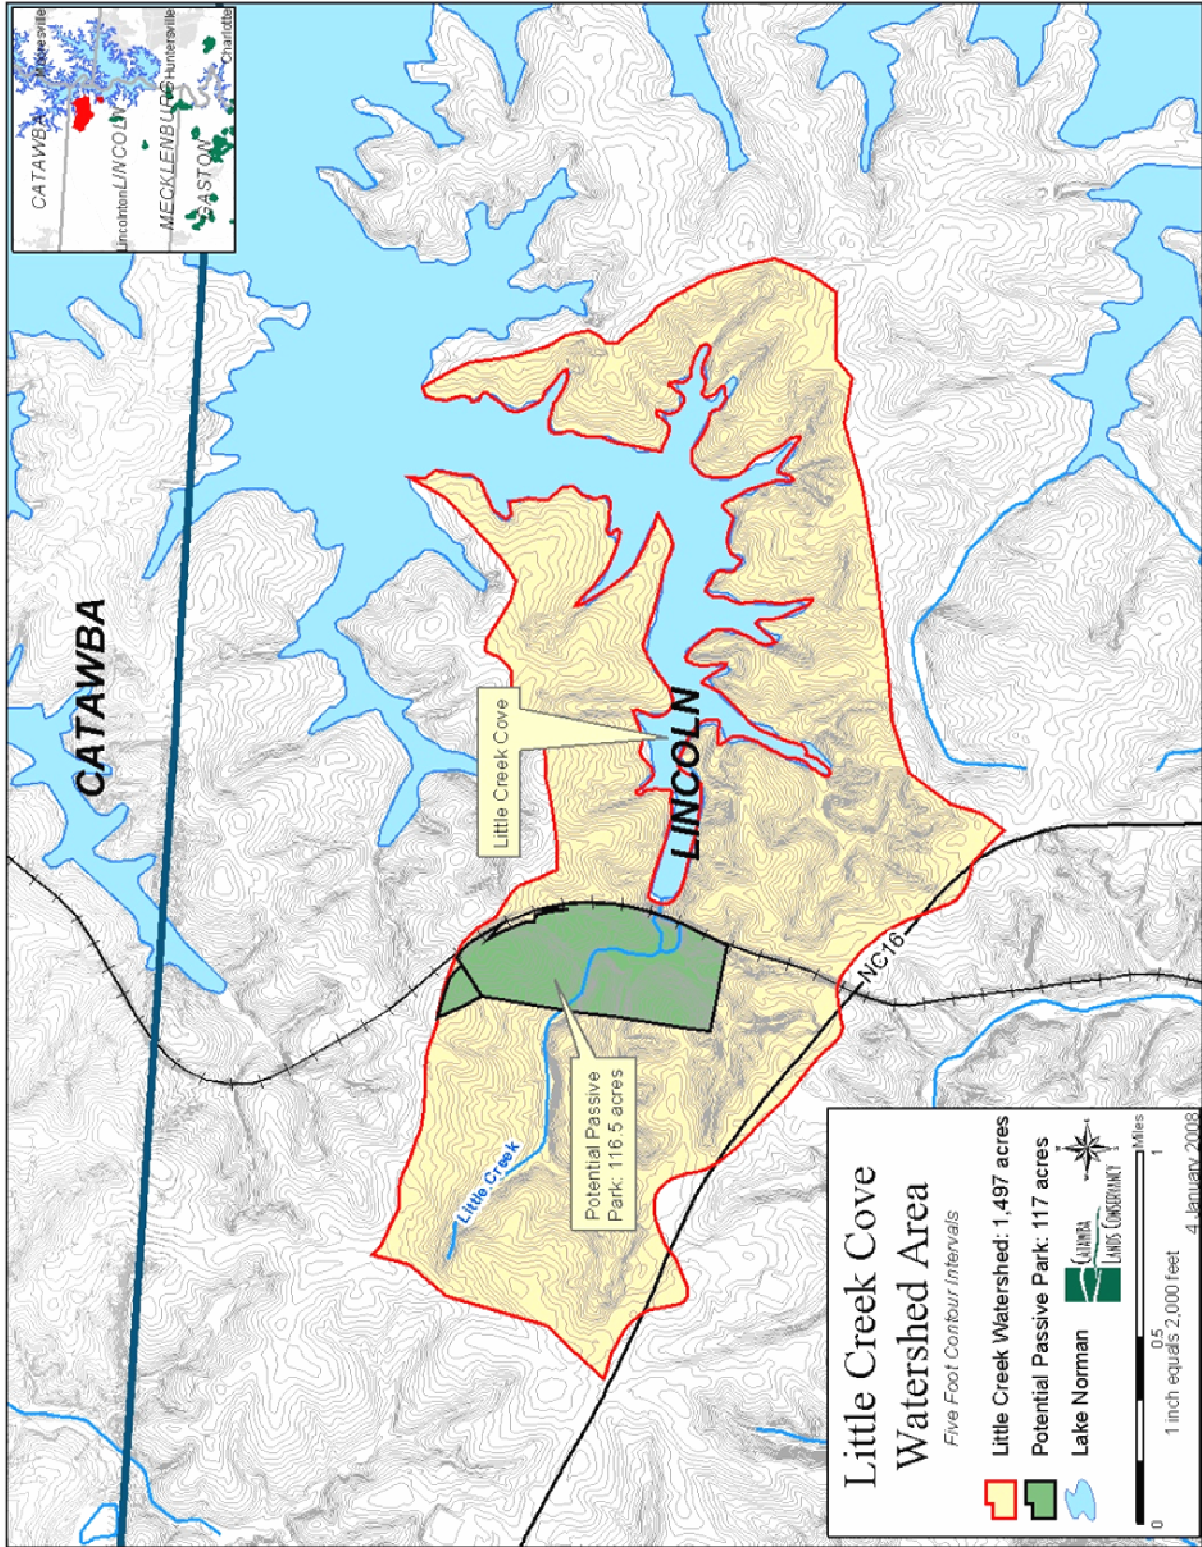 CATAWBA
Mooresville
Lincolnton
LINCOLN
MECKLENBURG
Huntersville
GASTON
Charlotte
CATAWBA
Little Creek Cove
LINCOLN
NC16
Little Creek
Potential Passive
Park: 116.5 acres
Little Creek Cove
Watershed Area
Five Foot Contour Intervals
Little Creek Watershed: 1,497 acres
Potential Passive Park: 117 acres
Lake Norman
CATAWBA
LANDS CONSERVANCY
0 0.5 1
Miles
1 inch equals 2,000 feet
4 January 2008